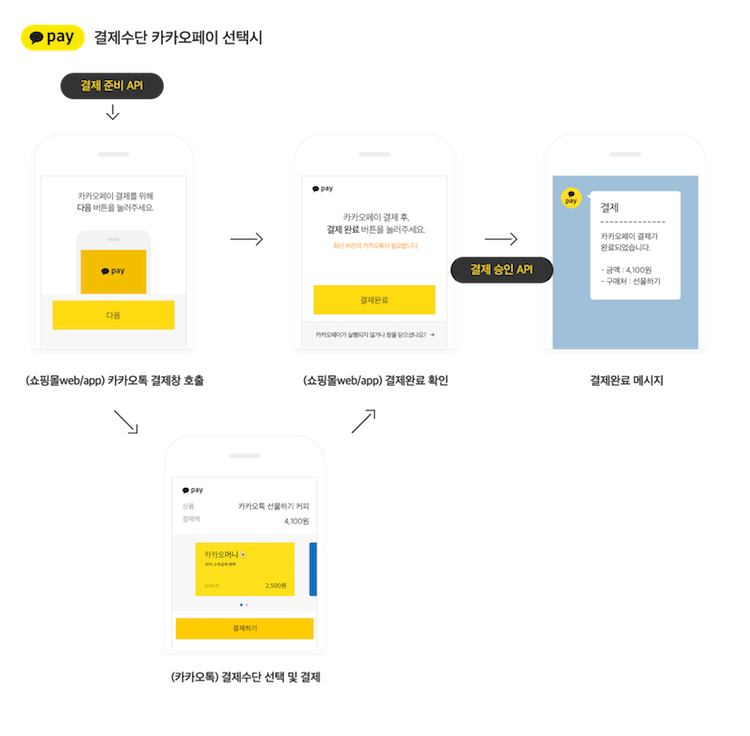 pay 결제수단 카카오페이 선택시
결제 준비 API
카카오페이 결제를 위해
다음 버튼을 눌러주세요.
pay
다음
(쇼핑몰web/app) 카카오톡 결제창 호출
pay
카카오페이 결제 후,
결제 완료 버튼을 눌러주세요.
최신 버전의 카카오톡이 필요합니다.
결제완료
카카오페이가 실행되지 않거나 창을 닫으셨나요? →
(쇼핑몰web/app) 결제완료 확인
결제 승인 API
pay
결제
카카오페이 결제가
완료되었습니다.
- 금액 : 4,100원
- 구매처 : 선물하기
결제완료 메시지
pay
상품 카카오톡 선물하기 커피
결제액 4,100원
카카오머니
30% 소득공제 혜택
2,500원
결제하기
(카카오톡) 결제수단 선택 및 결제